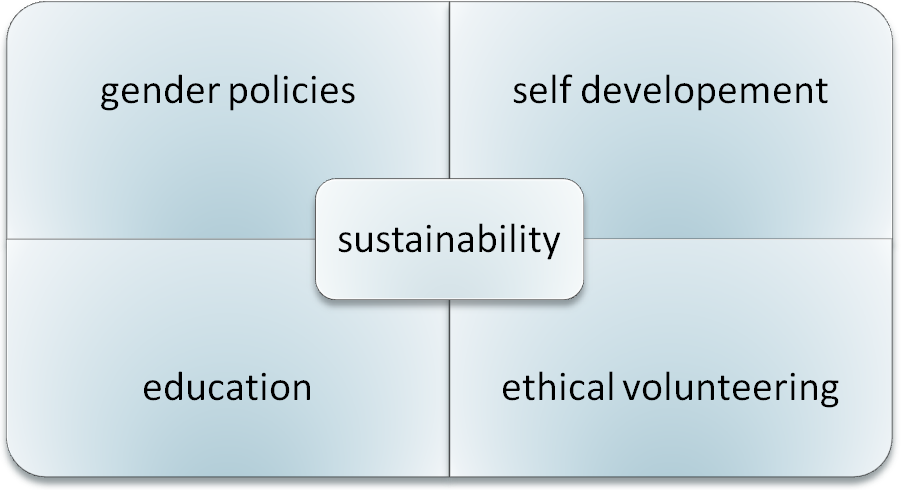 gender policies
self developement
sustainability
education
ethical volunteering